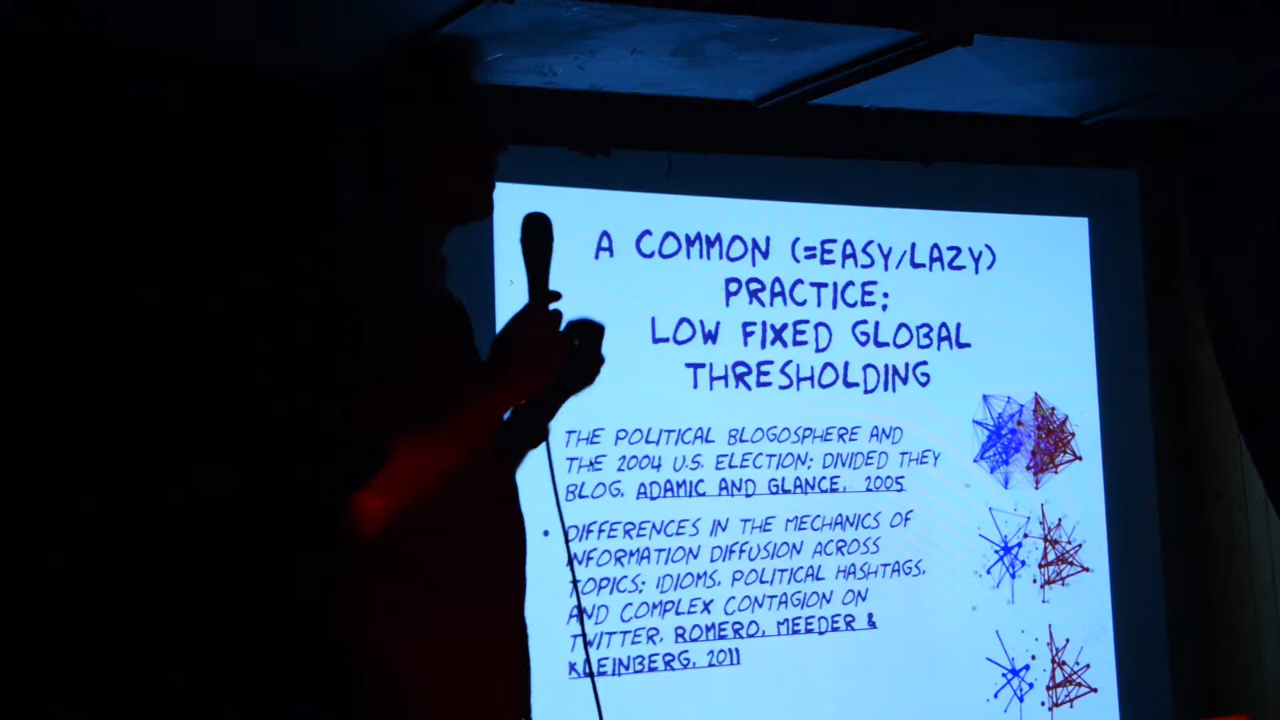 A COMMON (=EASY/LAZY)
PRACTICE:
LOW FIXED GLOBAL
THRESHOLDING
THE POLITICAL BLOGOSPHERE AND
THE 2004 U.S. ELECTION: DIVIDED THEY
BLOG. ADAMIC AND GLANCE, 2005
• DIFFERENCES IN THE MECHANICS OF
INFORMATION DIFFUSION ACROSS
TOPICS: IDIOMS, POLITICAL HASHTAGS,
AND COMPLEX CONTAGION ON
TWITTER. ROMERO, MEEDER &
KLEINBERG, 2011